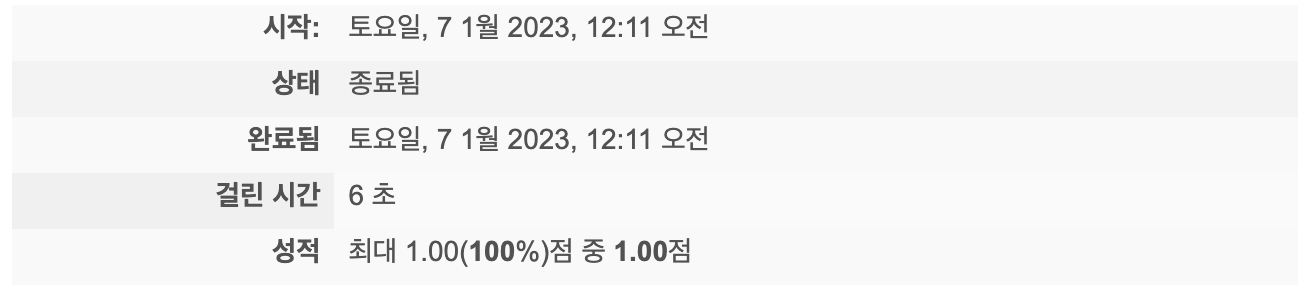 시작: 토요일, 7 1월 2023, 12:11 오전
상태 종료됨
완료됨 토요일, 7 1월 2023, 12:11 오전
걸린 시간 6 초
성적 최대 1.00(100%)점 중 1.00점